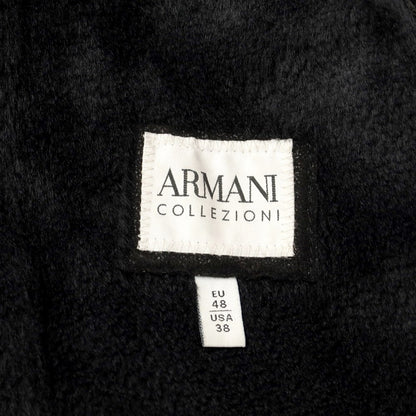 ARMANI
COLLEZIONI
EU
48
USA
38